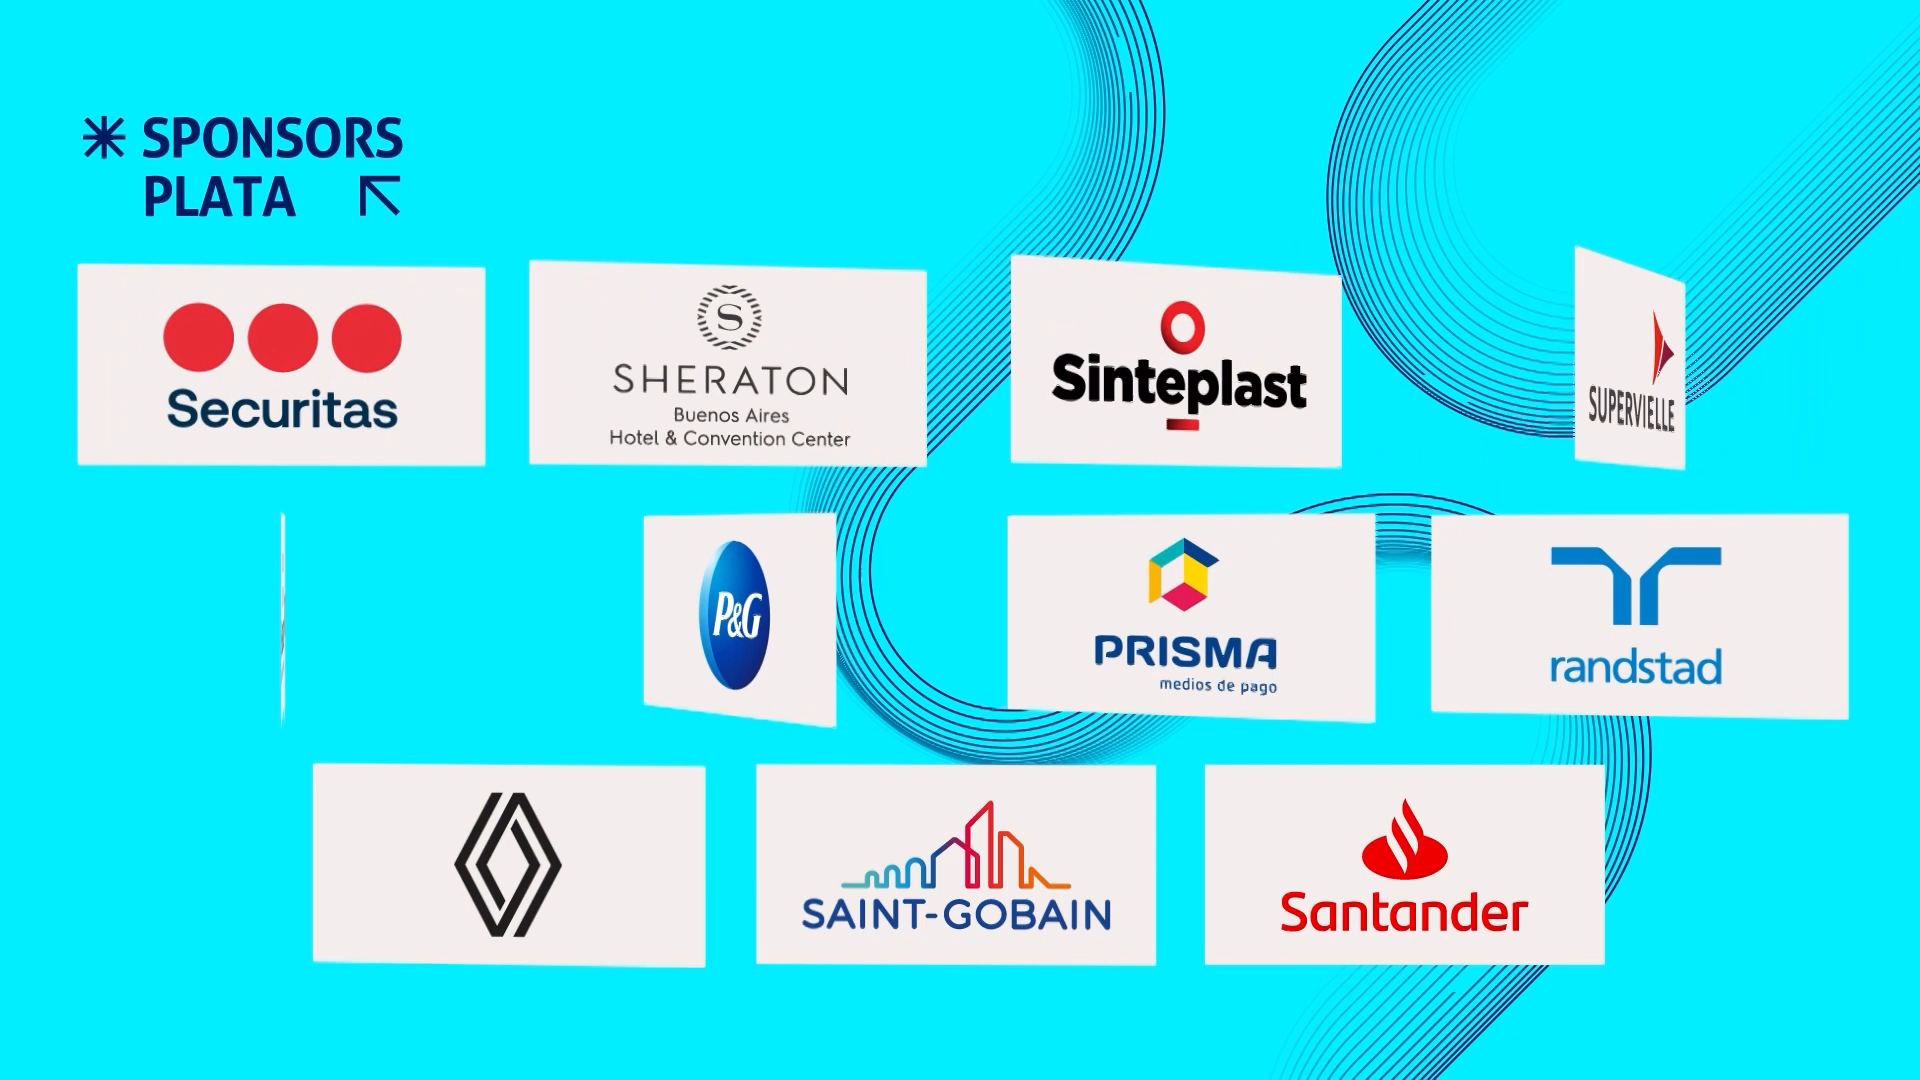 SPONSORS
PLATA
Securitas
S
SHERATON
Buenos Aires
Hotel & Convention Center
Sinteplast
SUPERVIELLE
P&G
PRISMA
medios de pago
randstad
SAINT-GOBAIN
Santander